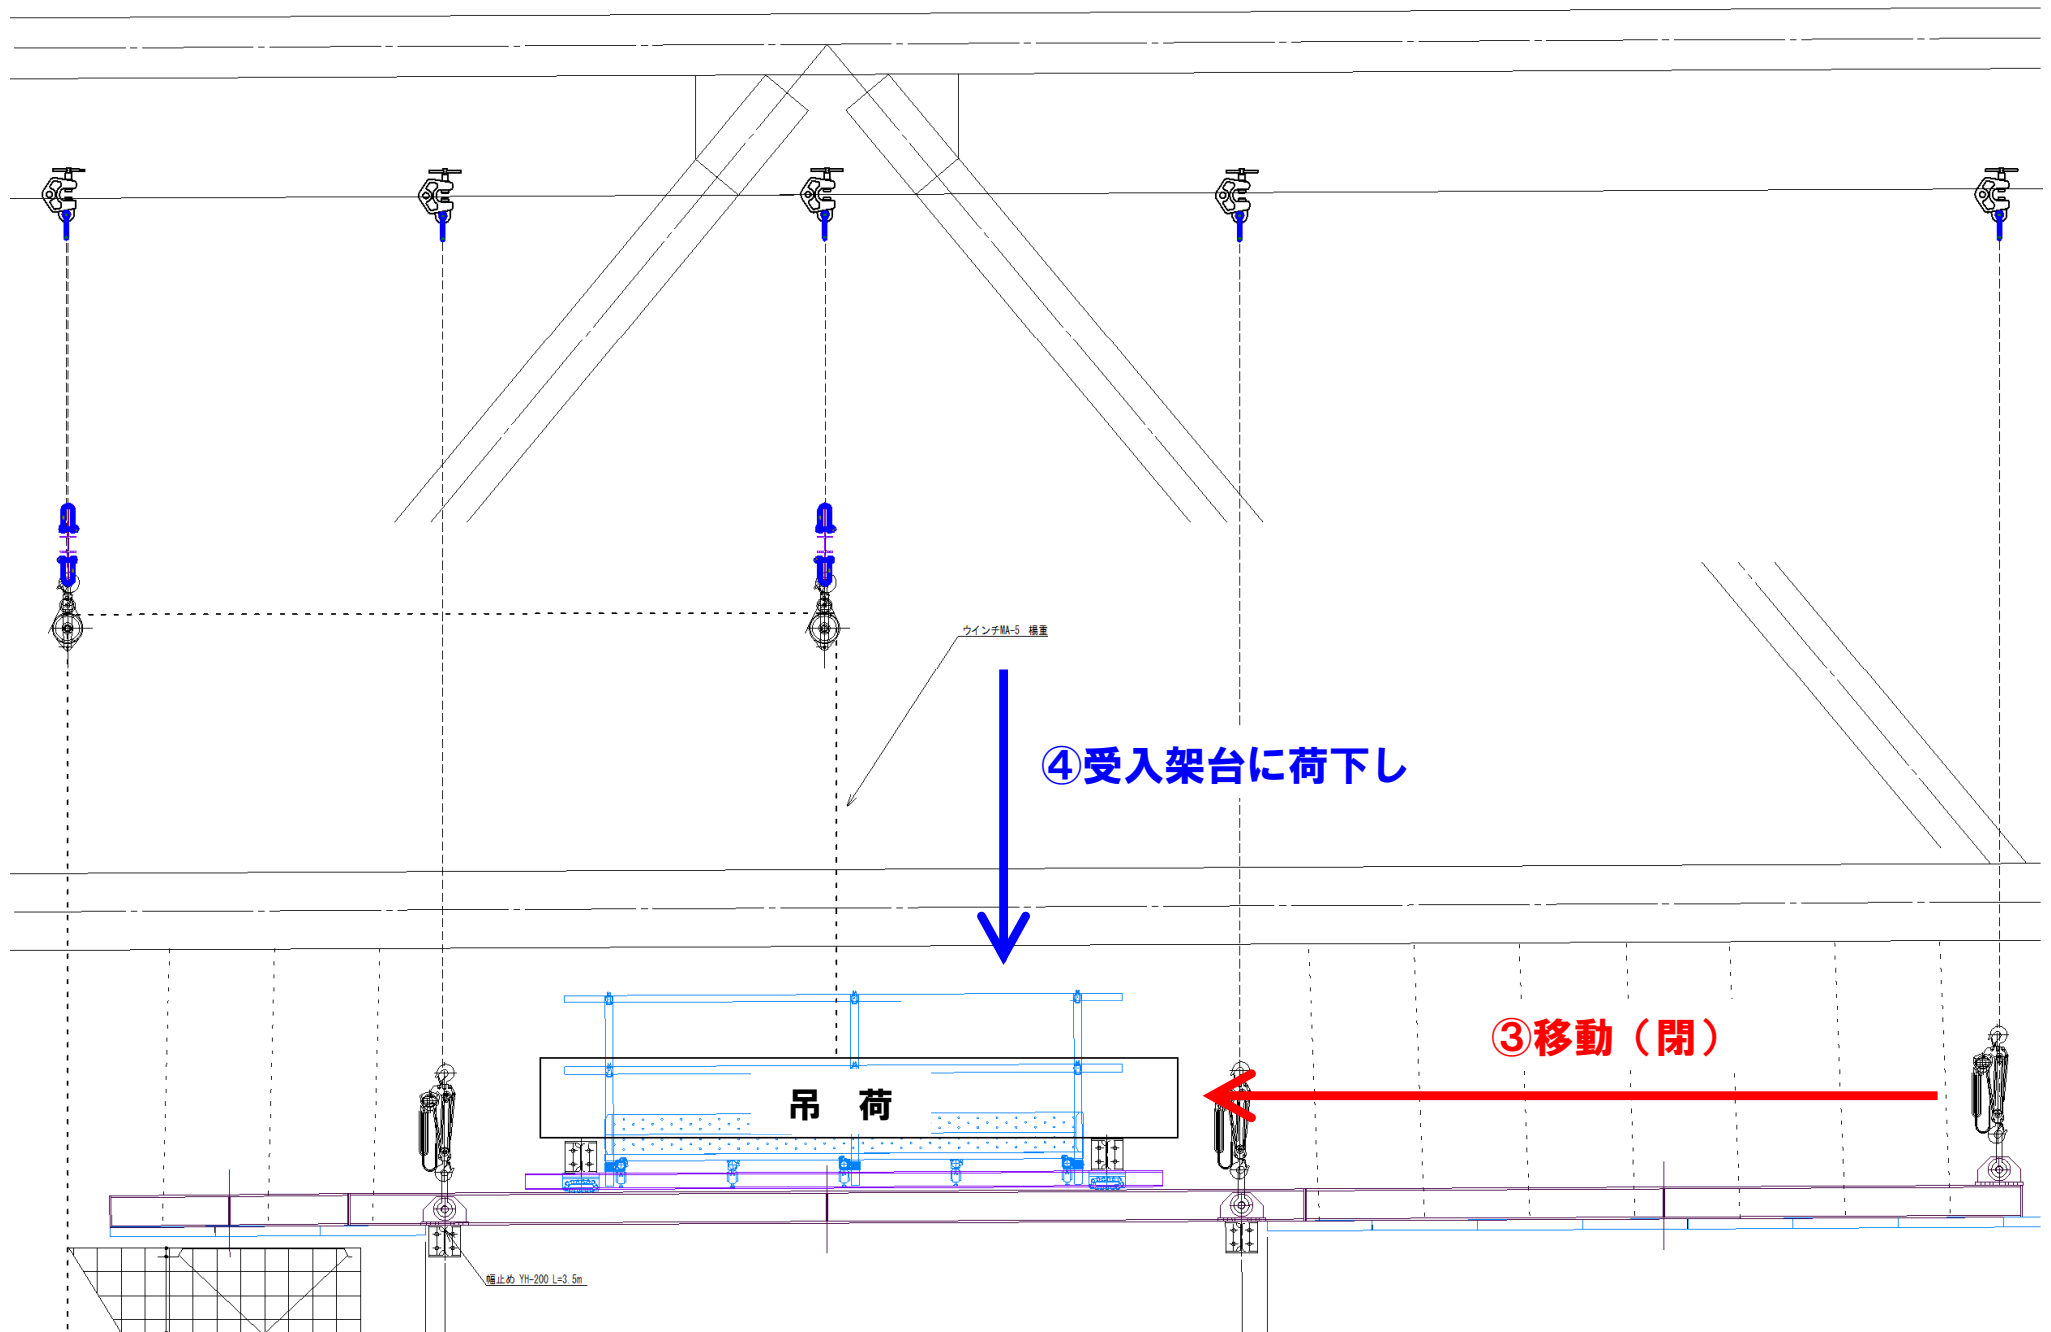 ウインチMA-5 横重
④受入架台に荷下し
③移動（閉）
吊 荷
幅止め YH-200 L=3.5m